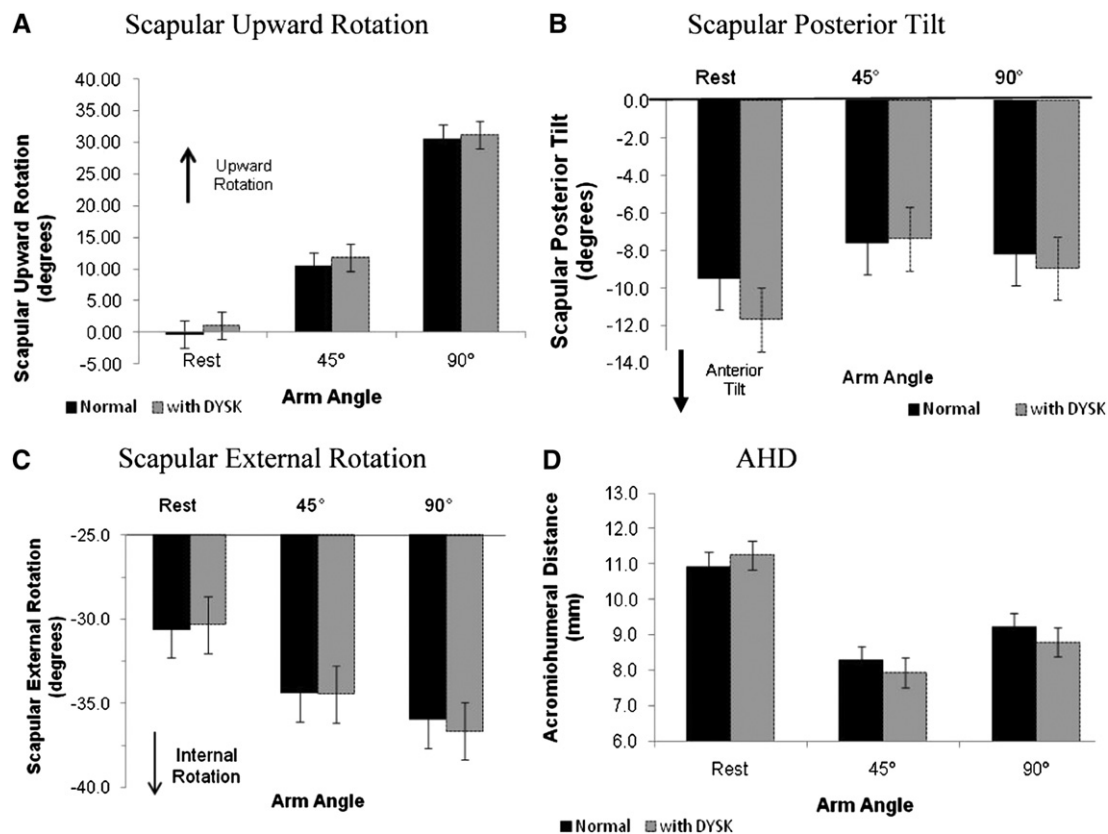 A Scapular Upward Rotation
40.00
35.00
30.00
25.00
20.00
15.00
10.00
5.00
0.00
-5.00
Scapular Upward Rotation
(degrees)
Upward
Rotation
Rest 45° 90°
Arm Angle
Normal with DYSK
B Scapular Posterior Tilt
Rest 45° 90°
0.0
-2.0
-4.0
-6.0
-8.0
-10.0
-12.0
-14.0
Scapular Posterior Tilt
(degrees)
Anterior
Tilt
Arm Angle
Normal with DYSK
C Scapular External Rotation
Rest 45° 90°
-25.0
-30.0
-35.0
-40.0
Scapular External Rotation
(degrees)
Internal
Rotation
Arm Angle
Normal with DYSK
D AHD
13.0
12.0
11.0
10.0
9.0
8.0
7.0
6.0
Acromiohumeral Distance
(mm)
Rest 45° 90°
Arm Angle
Normal with DYSK